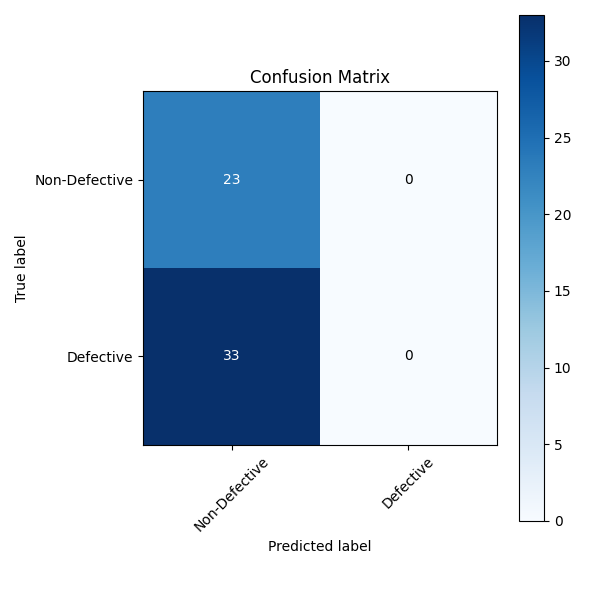 Confusion Matrix
True label
Non-Defective
23
0
Defective
33
0
Non-Defective
Defective
Predicted label
30
25
20
15
10
5
0